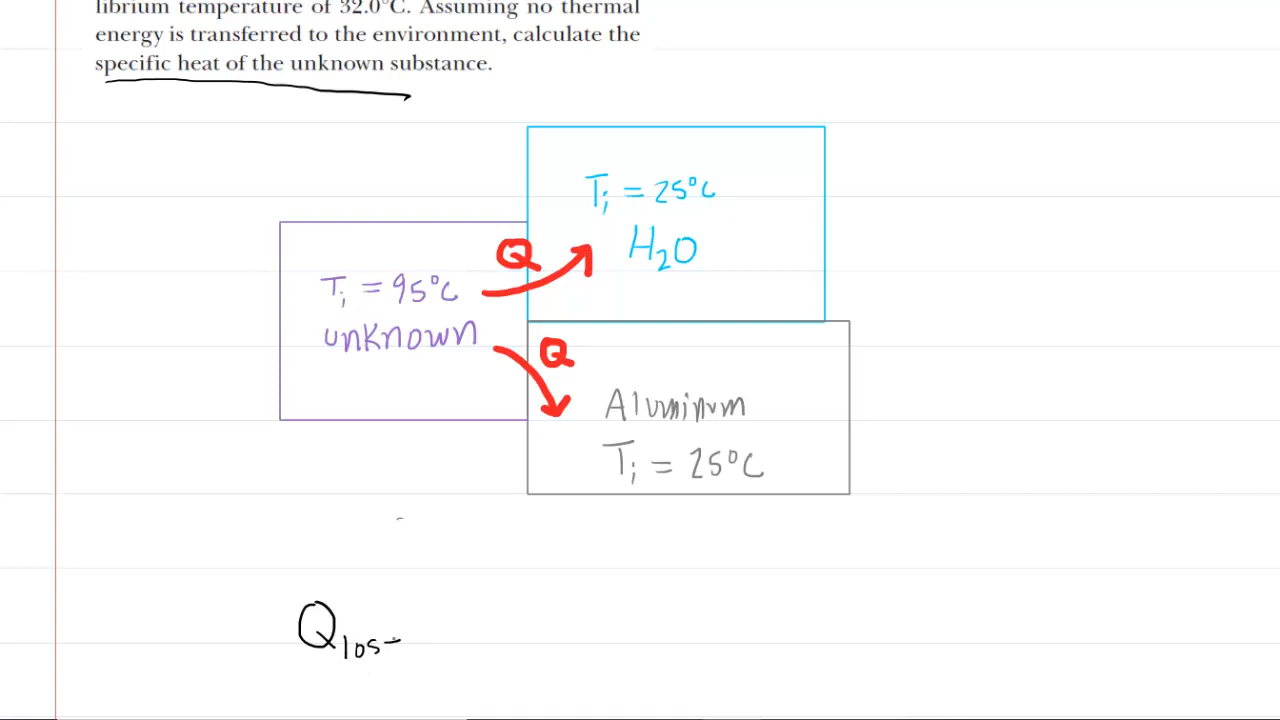 librium temperature of 32.0°C. Assuming no thermal
energy is transferred to the environment, calculate the
specific heat of the unknown substance.
Ti = 25°C
H2O
Q
Ti = 95°C
unknown
Q
Aluminum
Ti = 25°C
Qlost